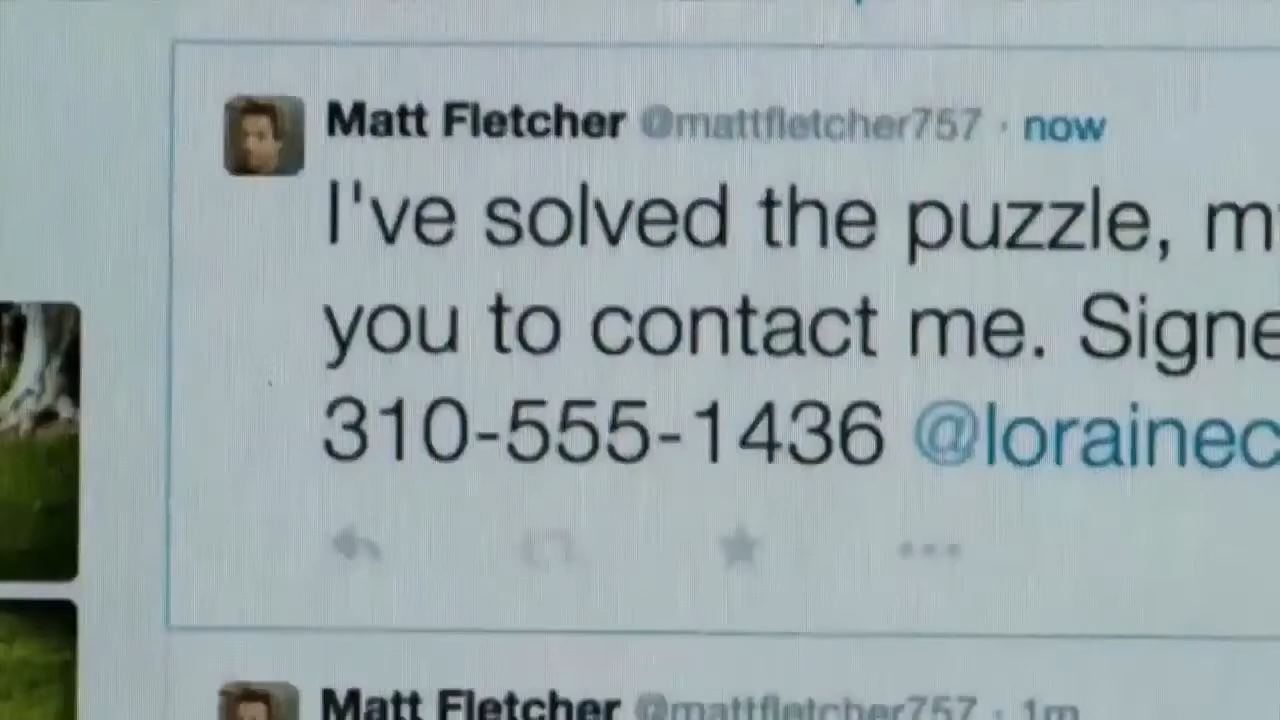 Matt Fletcher @mattfletcher757 · now
I've solved the puzzle, m
you to contact me. Signe
310-555-1436 @lorainec
Matt Fletcher @mattfletcher757 · 1m